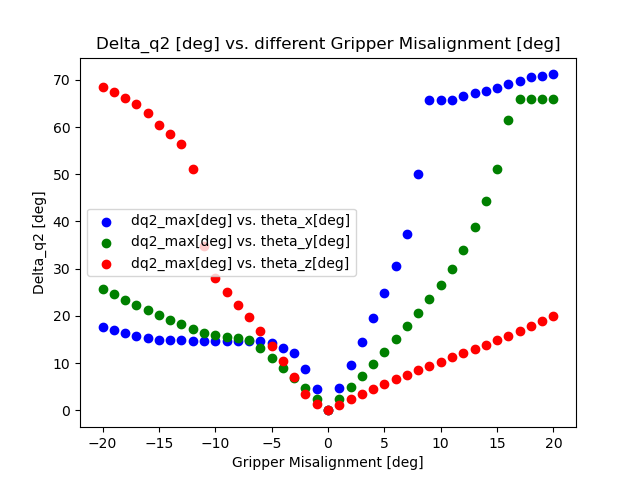 Delta_q2 [deg] vs. different Gripper Misalignment [deg]
70
60
50
40
30
20
10
0
Delta_q2 [deg]
dq2_max[deg] vs. theta_x[deg]
dq2_max[deg] vs. theta_y[deg]
dq2_max[deg] vs. theta_z[deg]
−20 −15 −10 −5 0 5 10 15 20
Gripper Misalignment [deg]